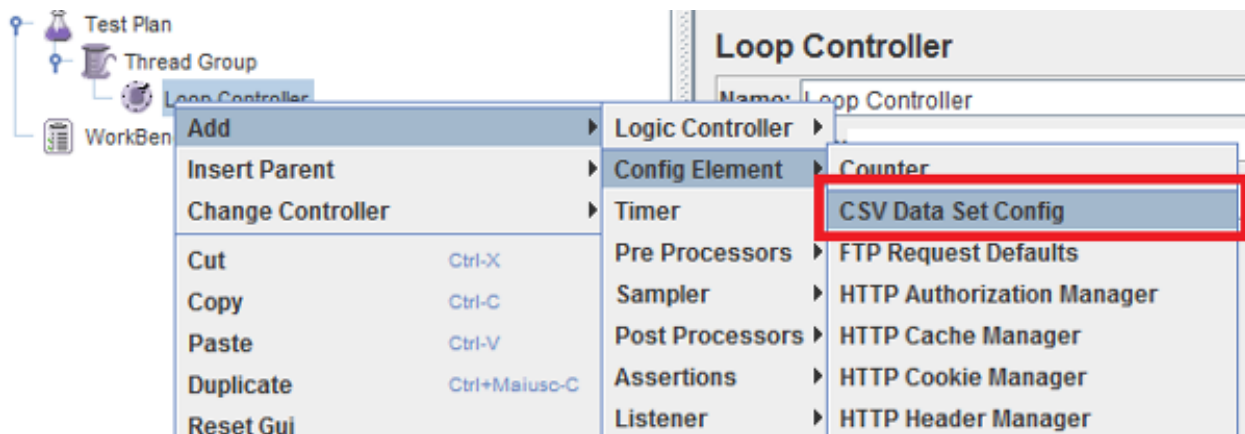 Test Plan
Thread Group
Loop Controller
WorkBen
Loop Controller
Name: Loop Controller
Add
Insert Parent
Change Controller
Cut Ctrl-X
Copy Ctrl-C
Paste Ctrl-V
Duplicate Ctrl+Maiusc-C
Reset Gui
Logic Controller
Config Element
Timer
Pre Processors
Sampler
Post Processors
Assertions
Listener
Counter
CSV Data Set Config
FTP Request Defaults
HTTP Authorization Manager
HTTP Cache Manager
HTTP Cookie Manager
HTTP Header Manager